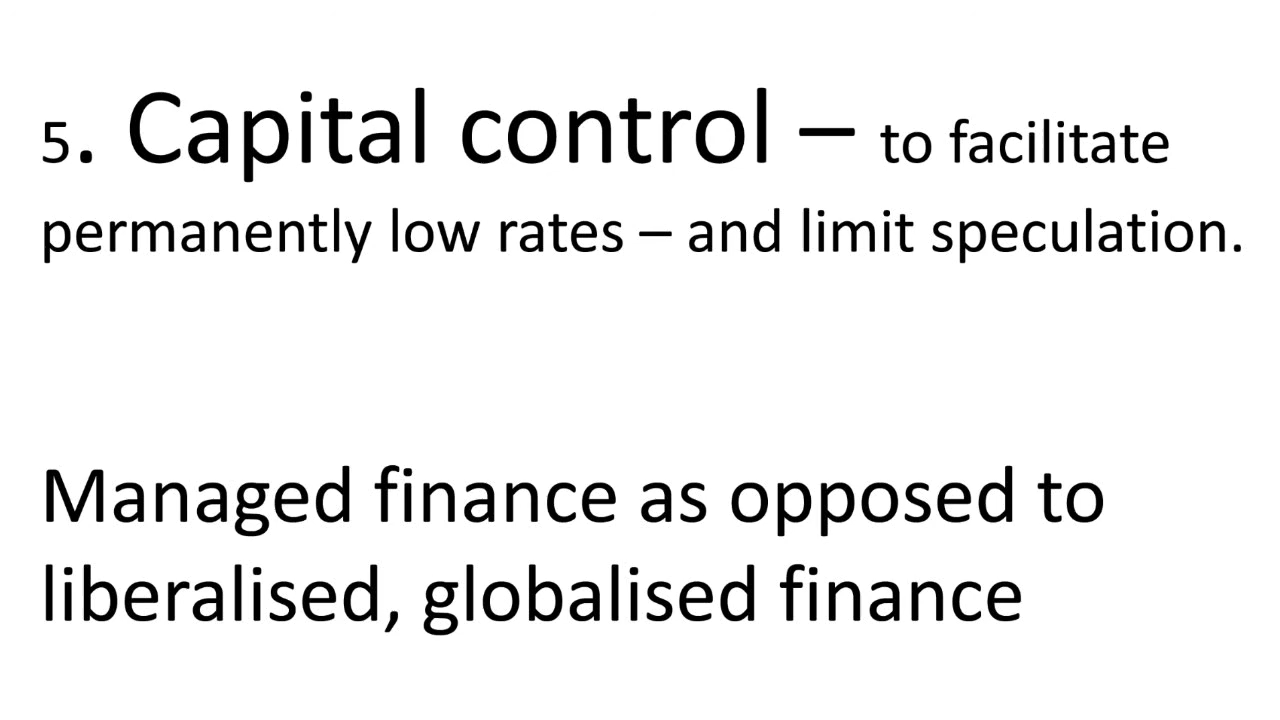 5. Capital control – to facilitate
permanently low rates – and limit speculation.
Managed finance as opposed to
liberalised, globalised finance